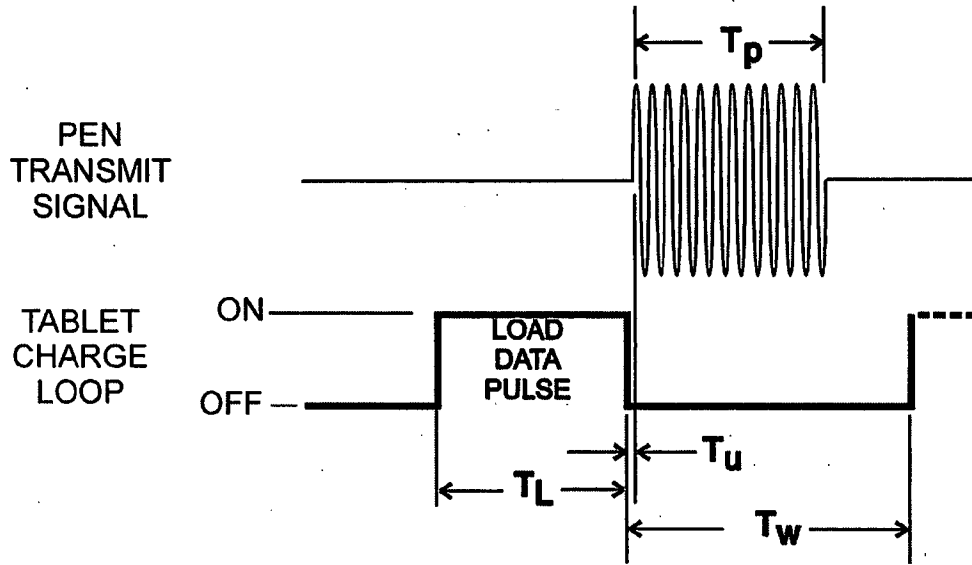 Tp
PEN
TRANSMIT
SIGNAL
ON
TABLET
CHARGE
LOOP
LOAD
DATA
PULSE
OFF
Tu
TL
Tw